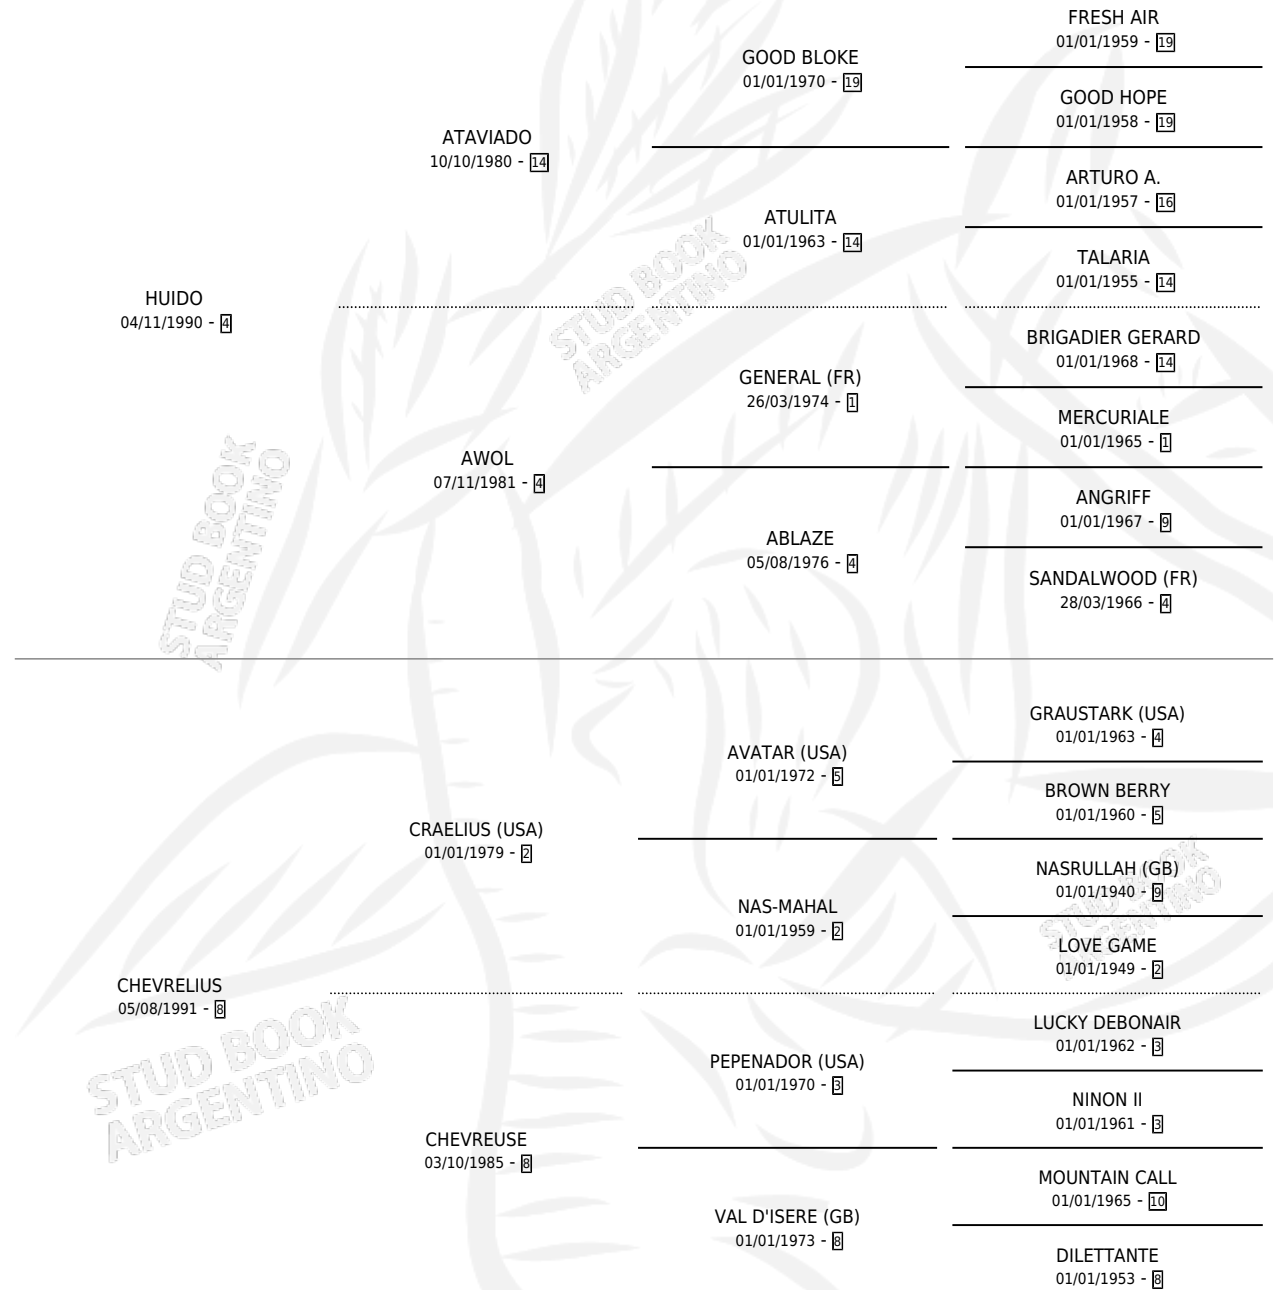 FRESH AIR
01/01/1959 - 19
GOOD BLOKE
01/01/1970 - 19
GOOD HOPE
01/01/1958 - 19
ATAVIADO
10/10/1980 - 14
ARTURO A.
01/01/1957 - 16
ATULITA
01/01/1963 - 14
TALARIA
01/01/1955 - 14
HUIDO
04/11/1990 - 4
BRIGADIER GERARD
01/01/1968 - 14
GENERAL (FR)
26/03/1974 - 1
MERCURIALE
01/01/1965 - 1
AWOL
07/11/1981 - 4
ANGRIFF
01/01/1967 - 9
ABLAZE
05/08/1976 - 4
SANDALWOOD (FR)
28/03/1966 - 4
GRAUSTARK (USA)
01/01/1963 - 4
AVATAR (USA)
01/01/1972 - 5
BROWN BERRY
01/01/1960 - 5
CRAELIUS (USA)
01/01/1979 - 2
NASRULLAH (GB)
01/01/1940 - 9
NAS-MAHAL
01/01/1959 - 2
LOVE GAME
01/01/1949 - 2
CHEVRELIUS
05/08/1991 - 8
LUCKY DEBONAIR
01/01/1962 - 3
PEPENADOR (USA)
01/01/1970 - 3
NINON II
01/01/1961 - 3
CHEVREUSE
03/10/1985 - 8
MOUNTAIN CALL
01/01/1965 - 10
VAL D'ISERE (GB)
01/01/1973 - 8
DILETTANTE
01/01/1953 - 8
STUD BOOK
ARGENTINO
STUD BOOK
ARGENTINO
STUD BOOK
ARGENTINO
STUD BOOK
ARGENTINO